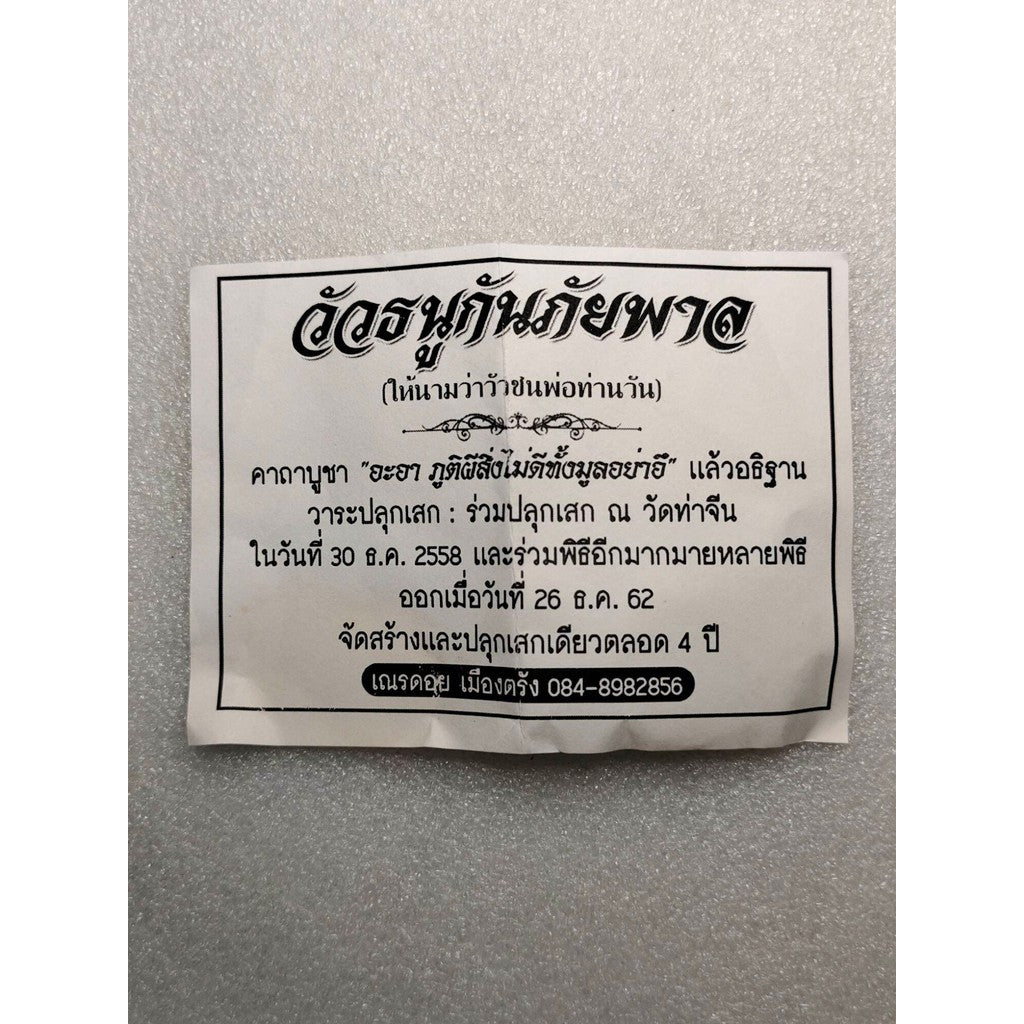 วัวธนูกันภัยพาล
(ให้นามว่าวัวชนพ่อท่านวัน)
คาถาบูชา "อะอา ภูติผีสิ่งไม่ดีทั้งมูลอย่าอึ" แล้วอธิฐาน
วาระปลุกเสก : ร่วมปลุกเสก ณ วัดท่าจีน
ในวันที่ 30 ธ.ค. 2558 และร่วมพิธีอีกมากมายหลายพิธี
ออกเมื่อวันที่ 26 ธ.ค. 62
จัดสร้างและปลุกเสกเดียวตลอด 4 ปี
เณรดอุย เมืองตรัง 084-8982856